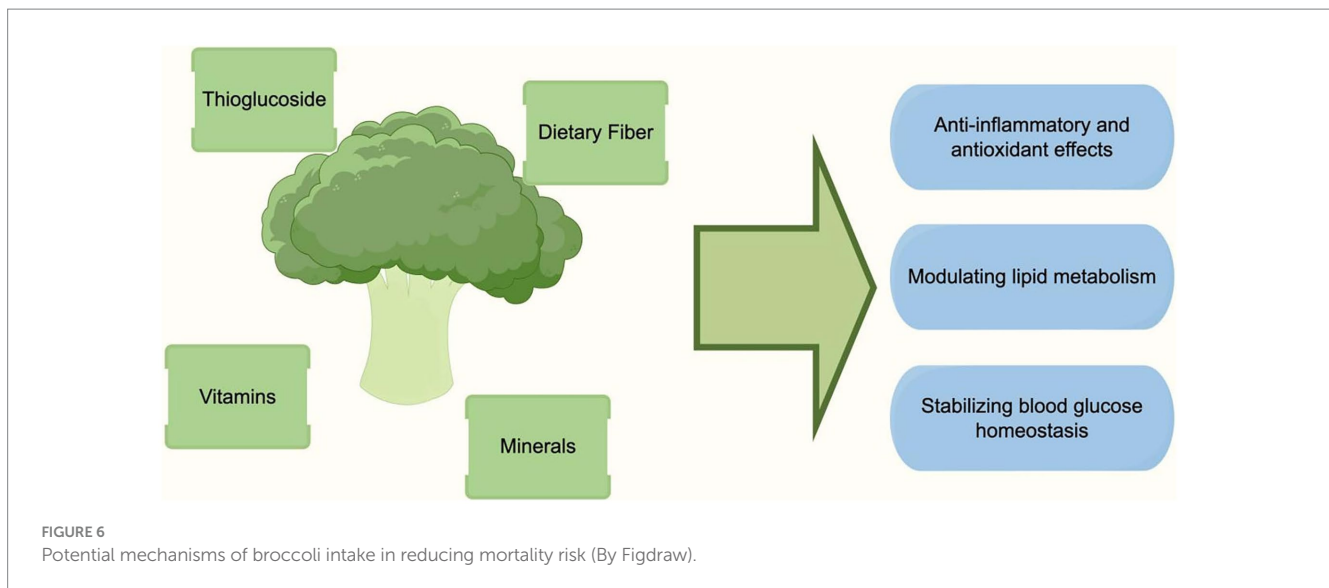 Thioglucoside
Dietary Fiber
Vitamins
Minerals
Anti-inflammatory and
antioxidant effects
Modulating lipid metabolism
Stabilizing blood glucose
homeostasis
FIGURE 6
Potential mechanisms of broccoli intake in reducing mortality risk (By Figdraw).